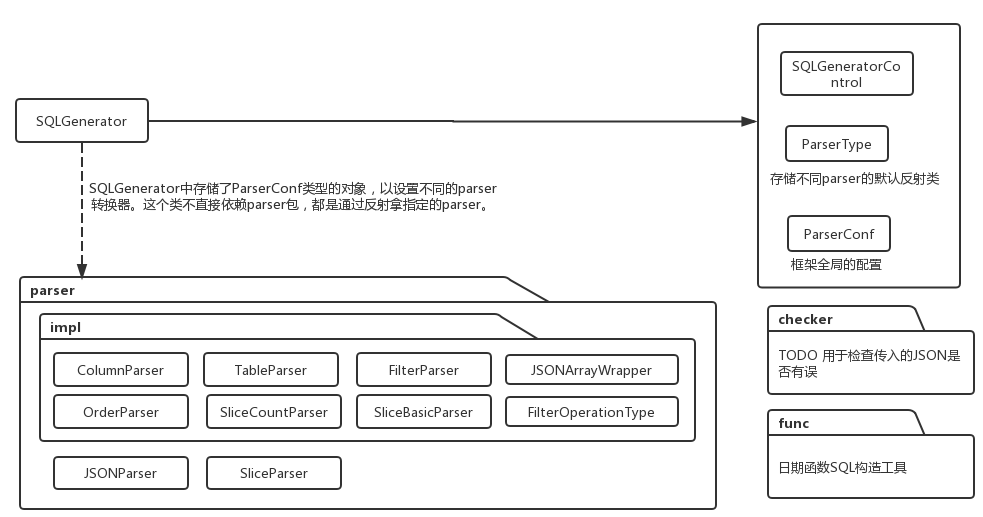 SQLGenerator
SQLGeneratorCo
ntrol
ParserType
存储不同parser的默认反射类
ParserConf
框架全局的配置
SQLGenerator中存储了ParserConf类型的对象，以设置不同的parser
转换器。这个类不直接依赖parser包，都是通过反射拿指定的parser。
parser
impl
ColumnParser
TableParser
FilterParser
JSONArrayWrapper
OrderParser
SliceCountParser
SliceBasicParser
FilterOperationType
JSONParser
SliceParser
checker
TODO 用于检查传入的JSON是
否有误
func
日期函数SQL构造工具